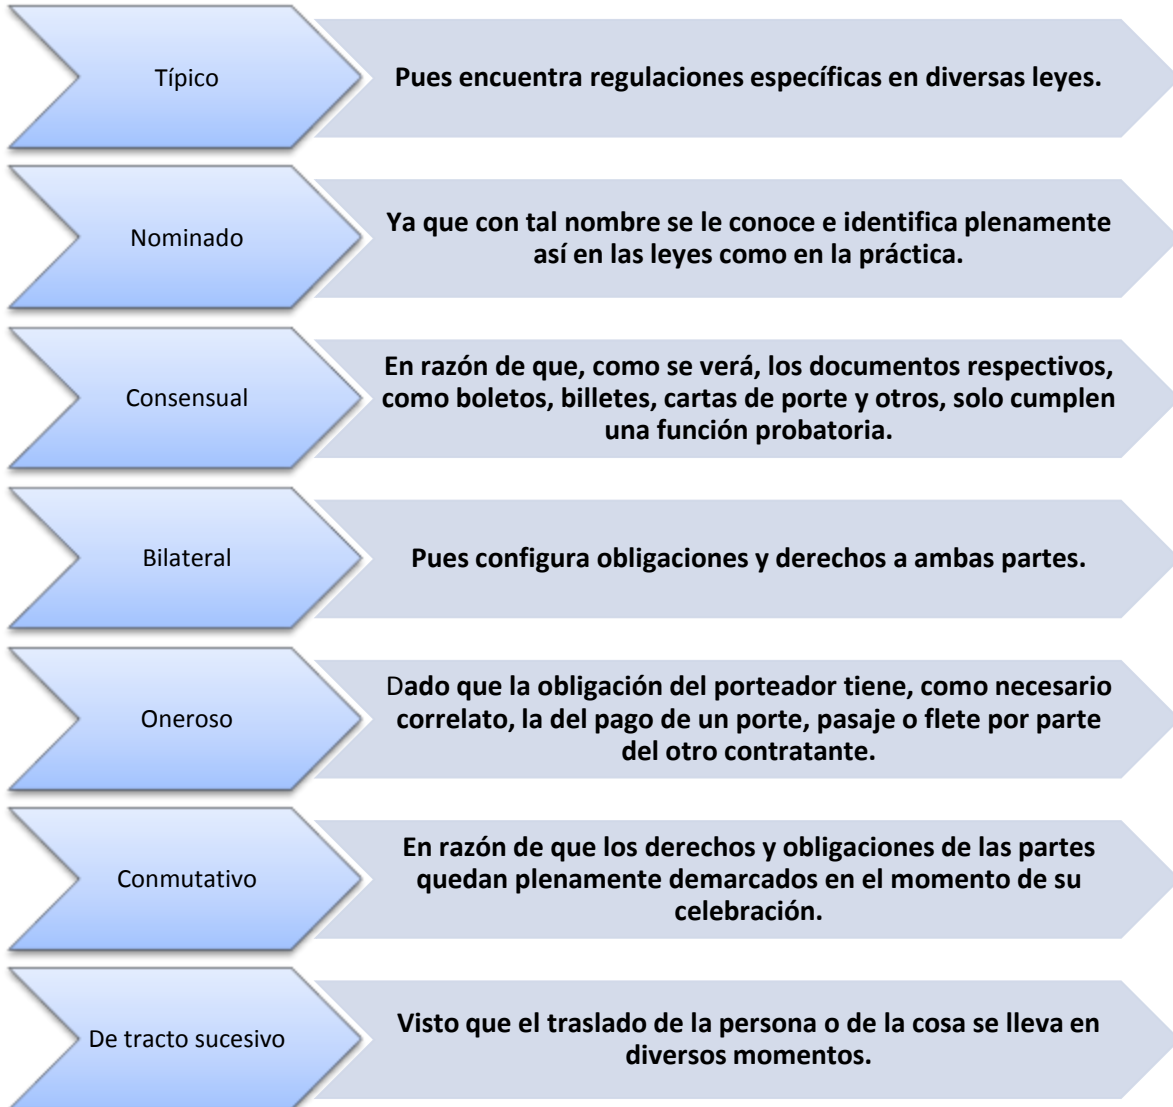 Típico
Pues encuentra regulaciones específicas en diversas leyes.
Nominado
Ya que con tal nombre se le conoce e identifica plenamente
así en las leyes como en la práctica.
Consensual
En razón de que, como se verá, los documentos respectivos,
como boletos, billetes, cartas de porte y otros, solo cumplen
una función probatoria.
Bilateral
Pues configura obligaciones y derechos a ambas partes.
Oneroso
Dado que la obligación del porteador tiene, como necesario
correlato, la del pago de un porte, pasaje o flete por parte
del otro contratante.
Conmutativo
En razón de que los derechos y obligaciones de las partes
quedan plenamente demarcados en el momento de su
celebración.
De tracto sucesivo
Visto que el traslado de la persona o de la cosa se lleva en
diversos momentos.